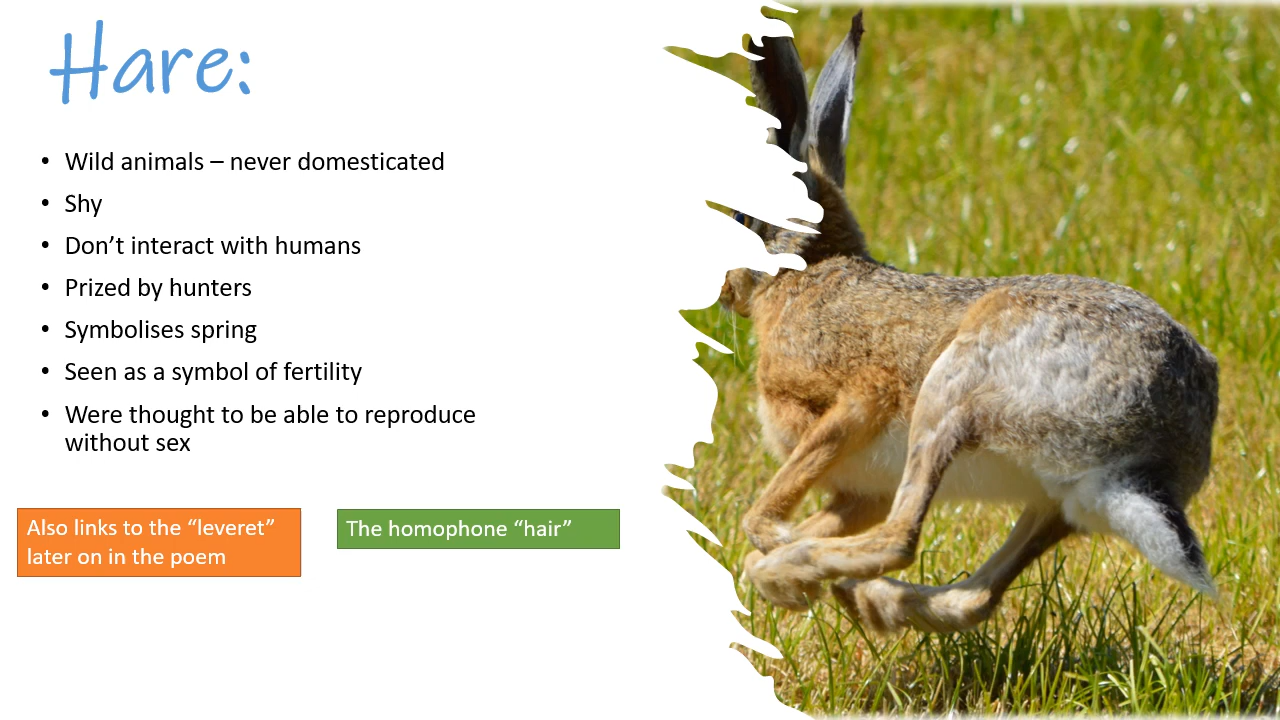 Hare:
• Wild animals – never domesticated
• Shy
• Don’t interact with humans
• Prized by hunters
• Symbolises spring
• Seen as a symbol of fertility
• Were thought to be able to reproduce
without sex
Also links to the “leveret”
later on in the poem
The homophone “hair”